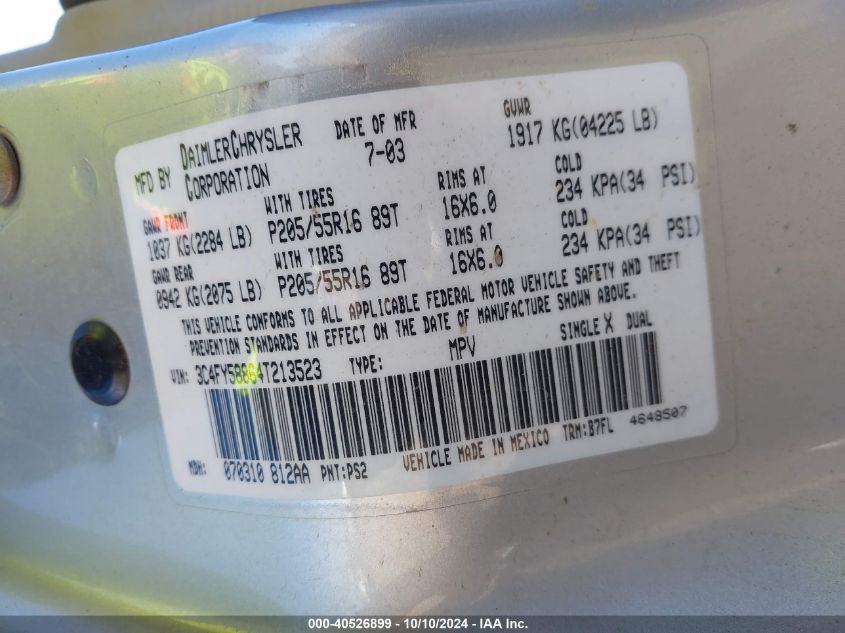 MFD BY DAIMLERCHRYSLER CORPORATION DATE OF MFR 7-03 GVWR 1917 KG(04225 LB)
GAWR FRONT WITH TIRES RIMS AT COLD
1037 KG(2284 LB) P205/55R16 89T 16X6.0 234 KPA(34 PSI)
GAWR REAR WITH TIRES RIMS AT COLD
0942 KG(2075 LB) P205/55R16 89T 16X6.0 234 KPA(34 PSI)
THIS VEHICLE CONFORMS TO ALL APPLICABLE FEDERAL MOTOR VEHICLE SAFETY AND THEFT
PREVENTION STANDARDS IN EFFECT ON THE DATE OF MANUFACTURE SHOWN ABOVE.
VIN: TYPE: MPV SINGLE X DUAL
MDH: 070310 812AA PNT:PS2 VEHICLE MADE IN MEXICO TRM:B7FL 4648507
000-40526899 - 10/10/2024 - IAA Inc.